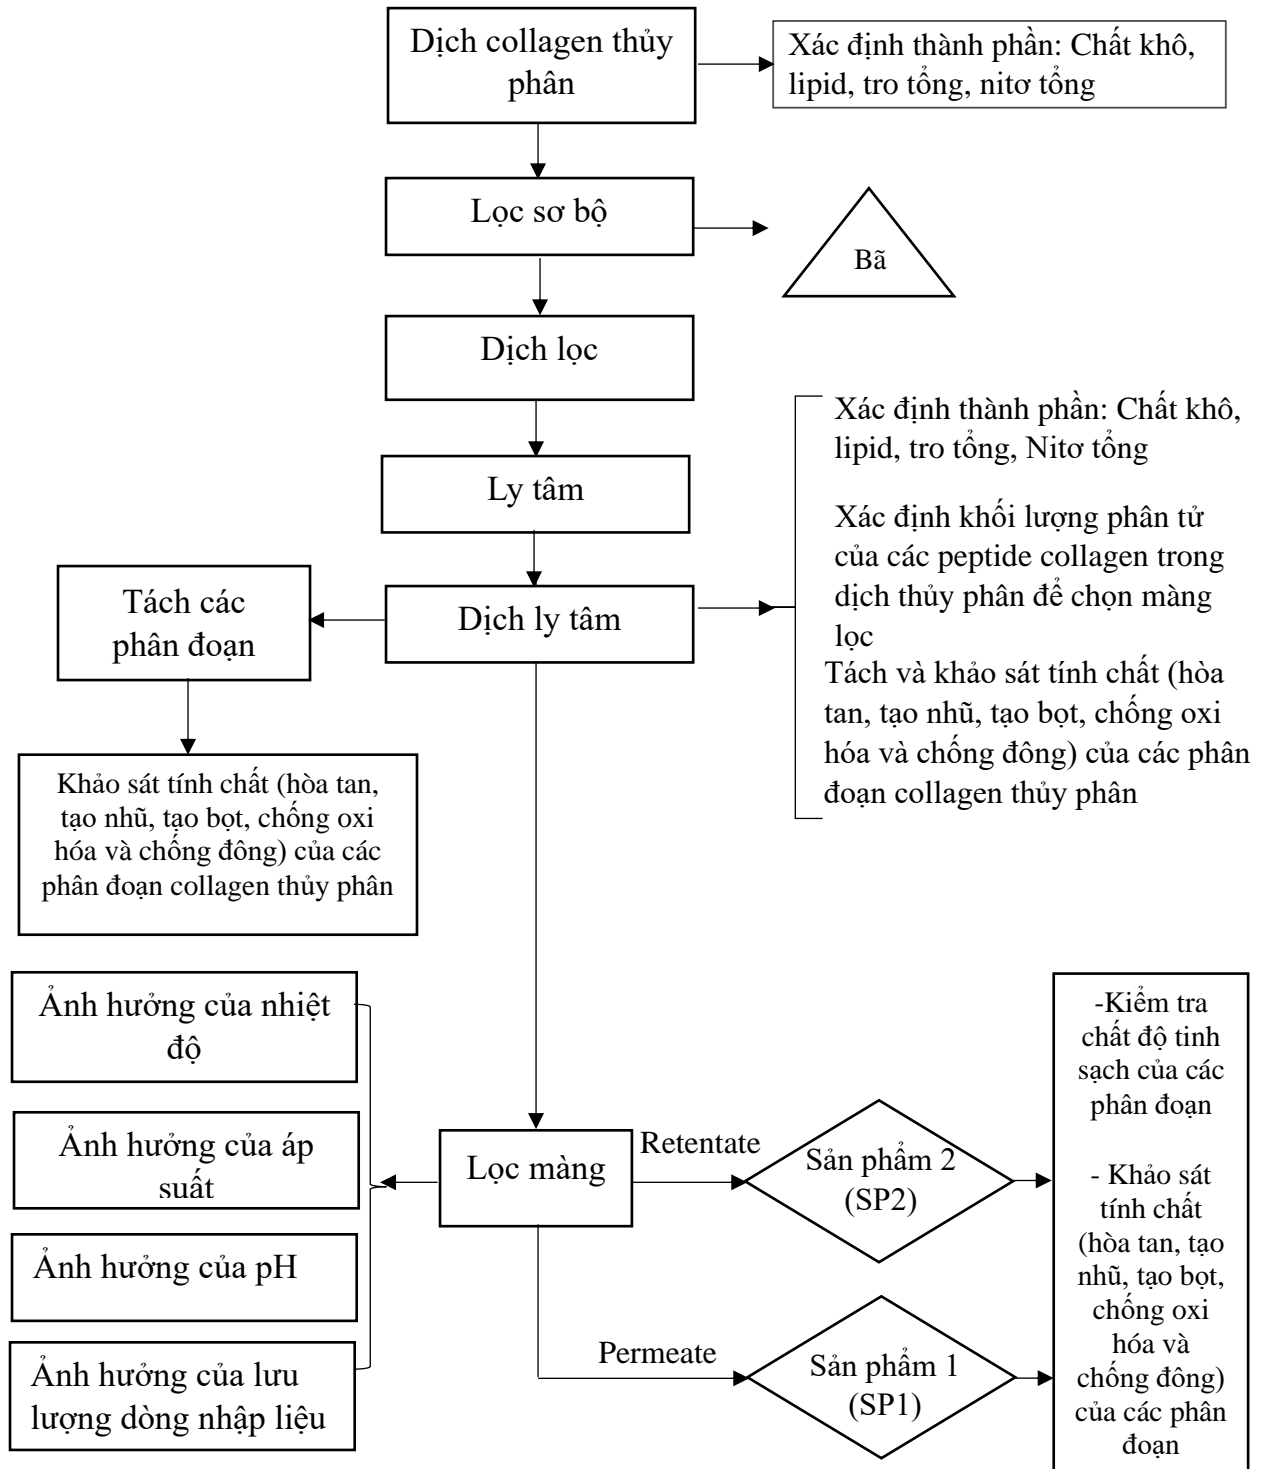 Dịch collagen thủy
phân
Xác định thành phần: Chất khô,
lipid, tro tổng, nitơ tổng
Lọc sơ bộ
Bã
Dịch lọc
Xác định thành phần: Chất khô,
lipid, tro tổng, Nitơ tổng
Ly tâm
Xác định khối lượng phân tử
của các peptide collagen trong
dịch thủy phân để chọn màng
lọc
Tách các
phân đoạn
Dịch ly tâm
Tách và khảo sát tính chất (hòa
tan, tạo nhũ, tạo bọt, chống oxi
hóa và chống đông) của các phân
đoạn collagen thủy phân
Khảo sát tính chất (hòa tan,
tạo nhũ, tạo bọt, chống oxi
hóa và chống đông) của các
phân đoạn collagen thủy phân
Ảnh hưởng của nhiệt
độ
Ảnh hưởng của áp
suất
Ảnh hưởng của pH
Ảnh hưởng của lưu
lượng dòng nhập liệu
Lọc màng
Retentate
Sản phẩm 2
(SP2)
Permeate
Sản phẩm 1
(SP1)
-Kiểm tra
chất độ tinh
sạch của các
phân đoạn
- Khảo sát
tính chất
(hòa tan, tạo
nhũ, tạo bọt,
chống oxi
hóa và
chống đông)
của các phân
đoạn